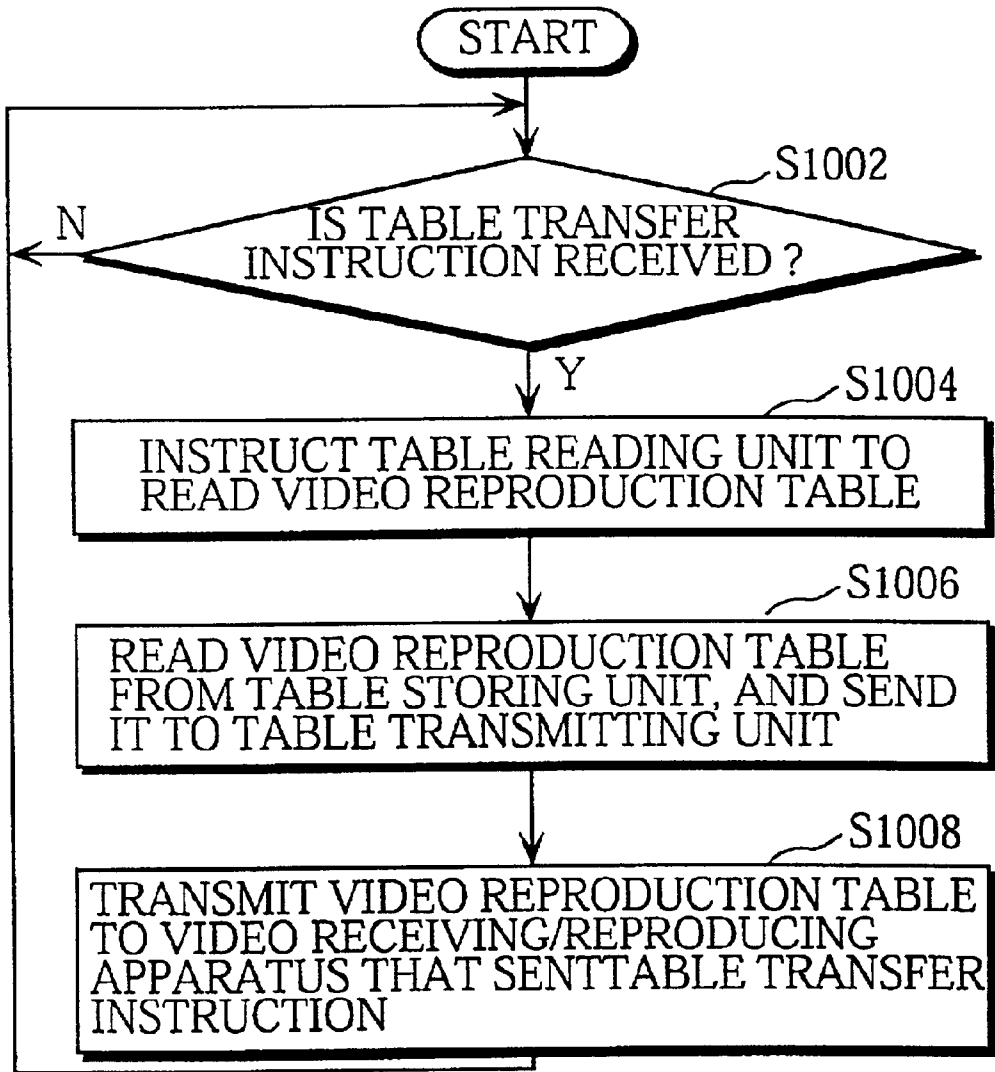 START
S1002
N
IS TABLE TRANSFER
INSTRUCTION RECEIVED ?
Y
S1004
INSTRUCT TABLE READING UNIT TO
READ VIDEO REPRODUCTION TABLE
S1006
READ VIDEO REPRODUCTION TABLE
FROM TABLE STORING UNIT, AND SEND
IT TO TABLE TRANSMITTING UNIT
S1008
TRANSMIT VIDEO REPRODUCTION TABLE
TO VIDEO RECEIVING/REPRODUCING
APPARATUS THAT SENTTABLE TRANSFER
INSTRUCTION